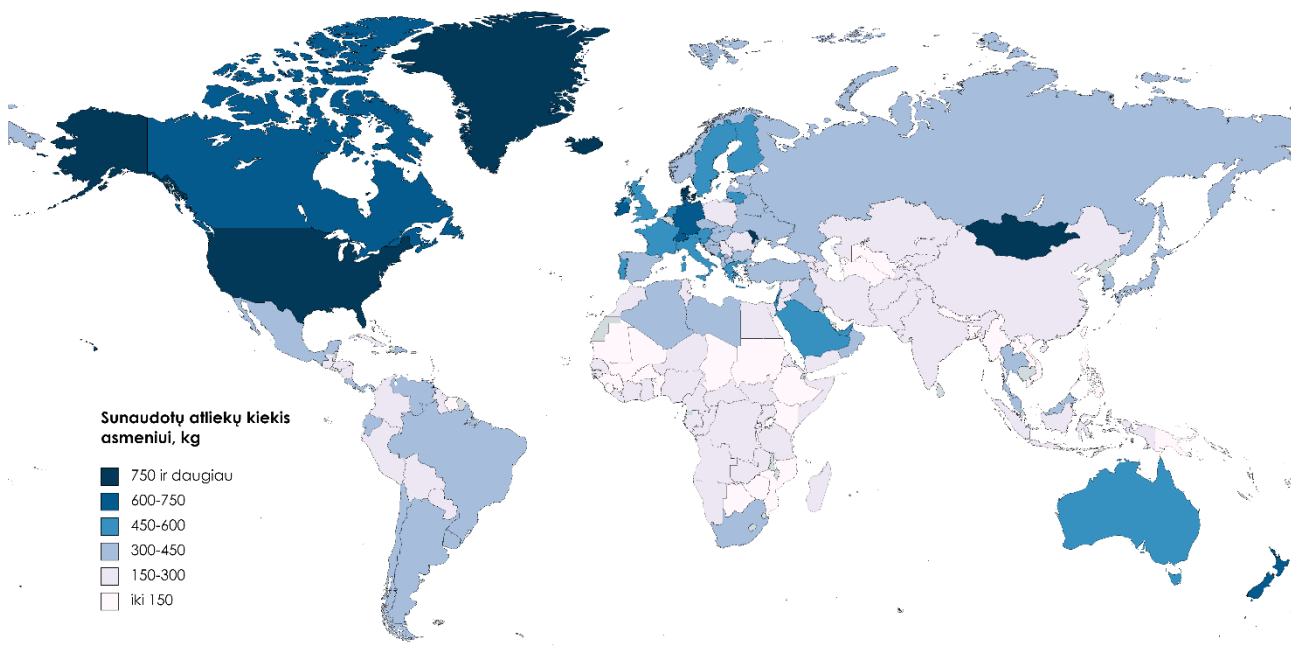 Sunaudotų atliekų kiekis
asmeniui, kg
750 ir daugiau
600-750
450-600
300-450
150-300
iki 150